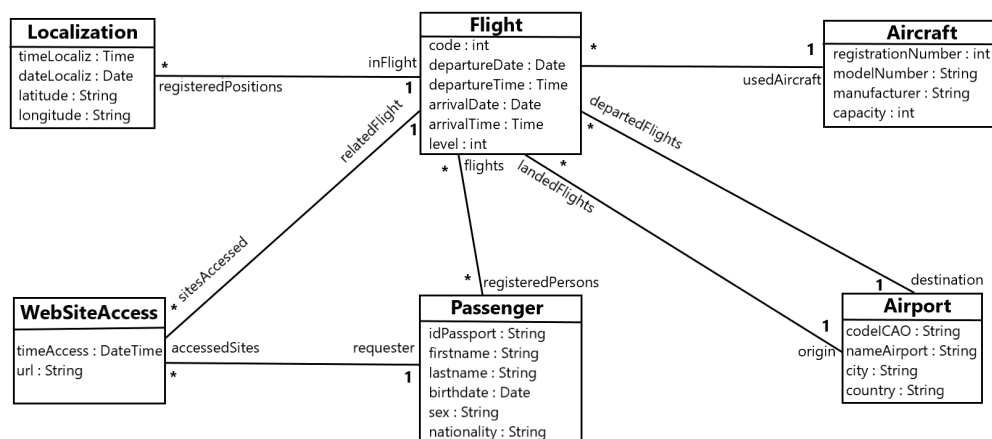 Localization
timeLocaliz : Time
dateLocaliz : Date
latitude : String
longitude : String
*
registeredPositions
inFlight
1
Flight
code : int
departureDate : Date
departureTime : Time
arrivalDate : Date
arrivalTime : Time
level : int
*
1
usedAircraft
Aircraft
registrationNumber : int
modelNumber : String
manufacturer : String
capacity : int
relatedFlight
1
* sitesAccessed
*
flights
* registeredPersons
*
landedFlights
1
origin
departedFlights
*
destination
1
WebSiteAccess
timeAccess : DateTime
url : String
accessedSites
*
requester
1
Passenger
idPassport : String
firstname : String
lastname : String
birthdate : Date
sex : String
nationality : String
Airport
codeICAO : String
nameAirport : String
city : String
country : String